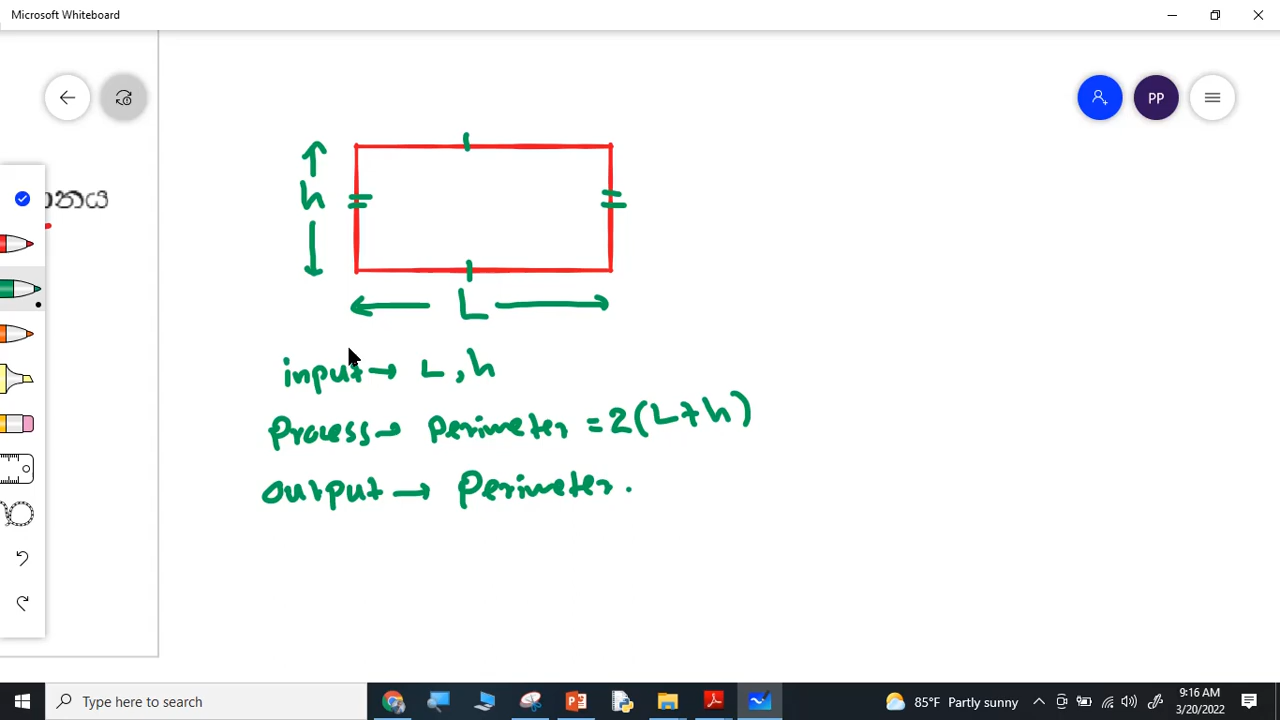 Microsoft Whiteboard
PP
නය
h
L
input → L, h
Process → Perimeter = 2(L+h)
output → Perimeter.
Type here to search
85°F Partly sunny
9:16 AM
3/20/2022